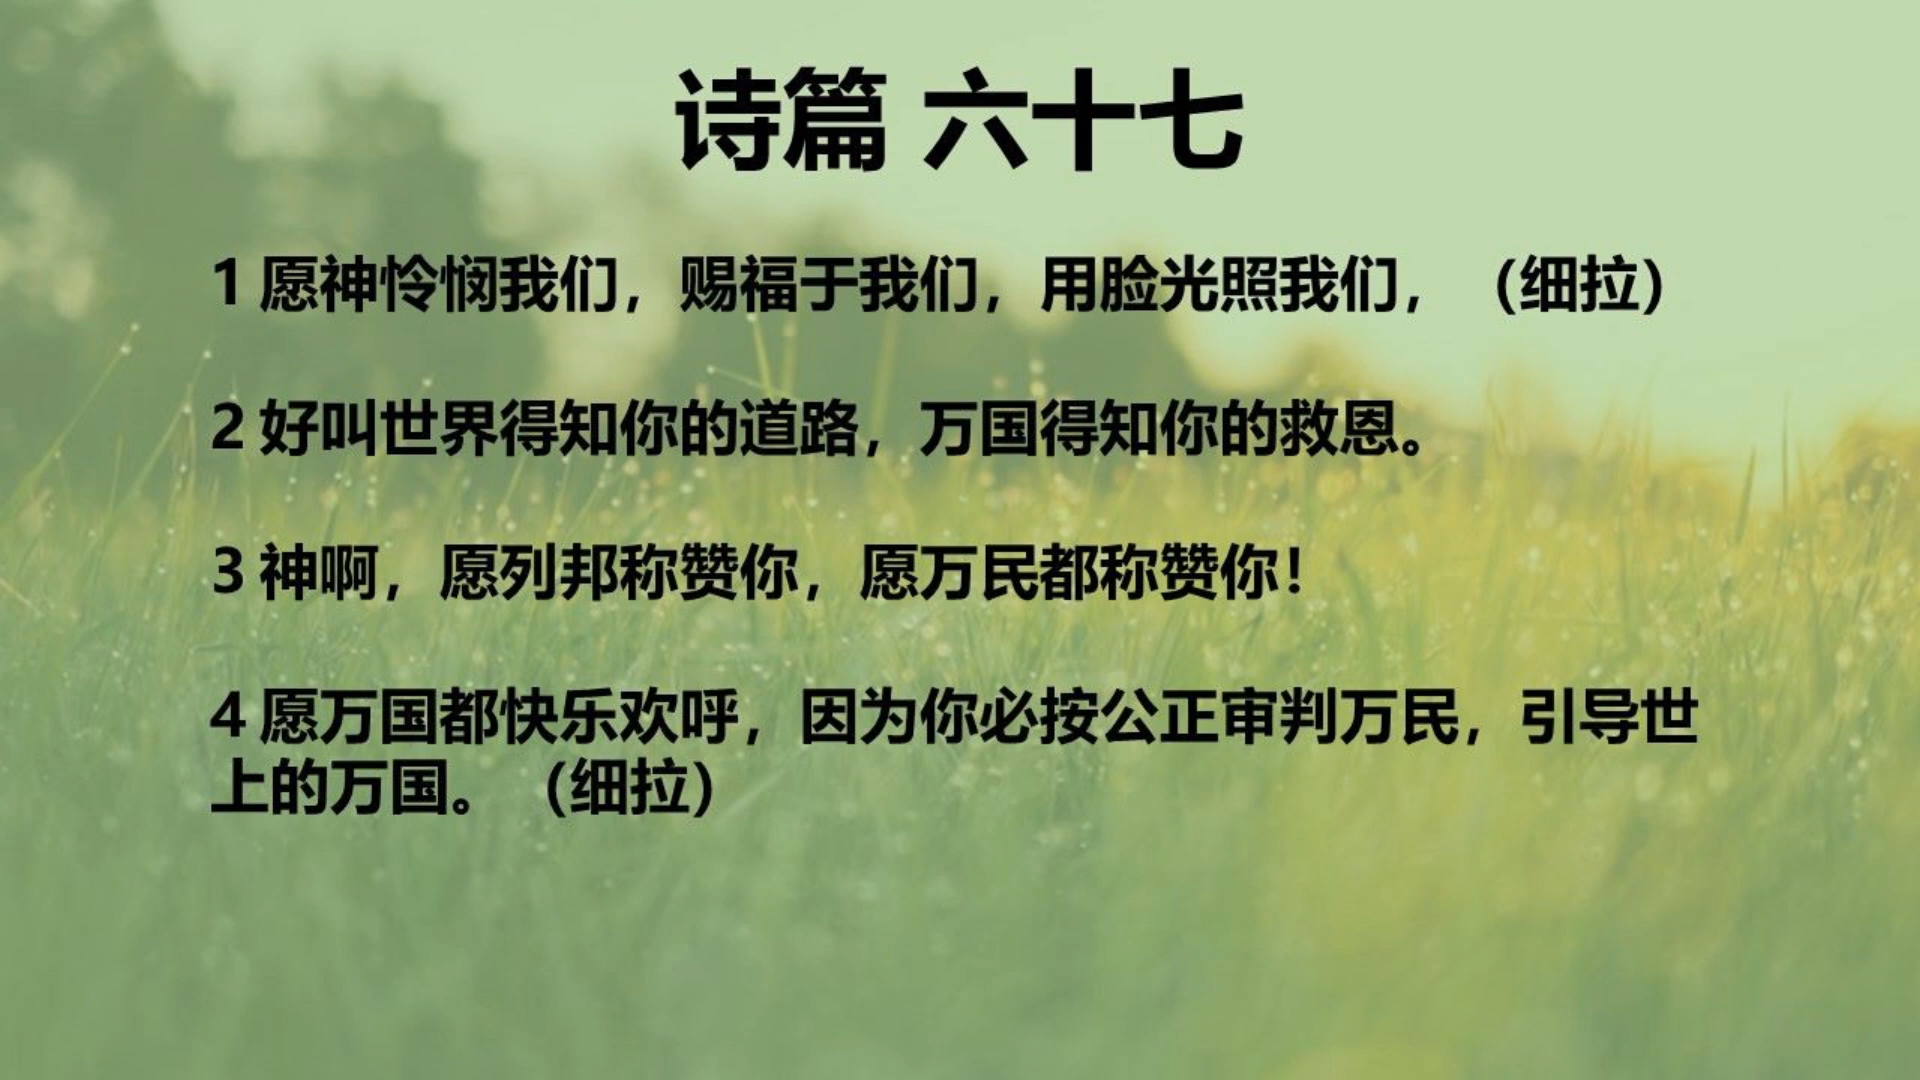 诗篇 六十七
1 愿神怜悯我们，赐福于我们，用脸光照我们，（细拉）
2 好叫世界得知你的道路，万国得知你的救恩。
3 神啊，愿列邦称赞你，愿万民都称赞你！
4 愿万国都快乐欢呼，因为你必按公正审判万民，引导世
上的万国。（细拉）